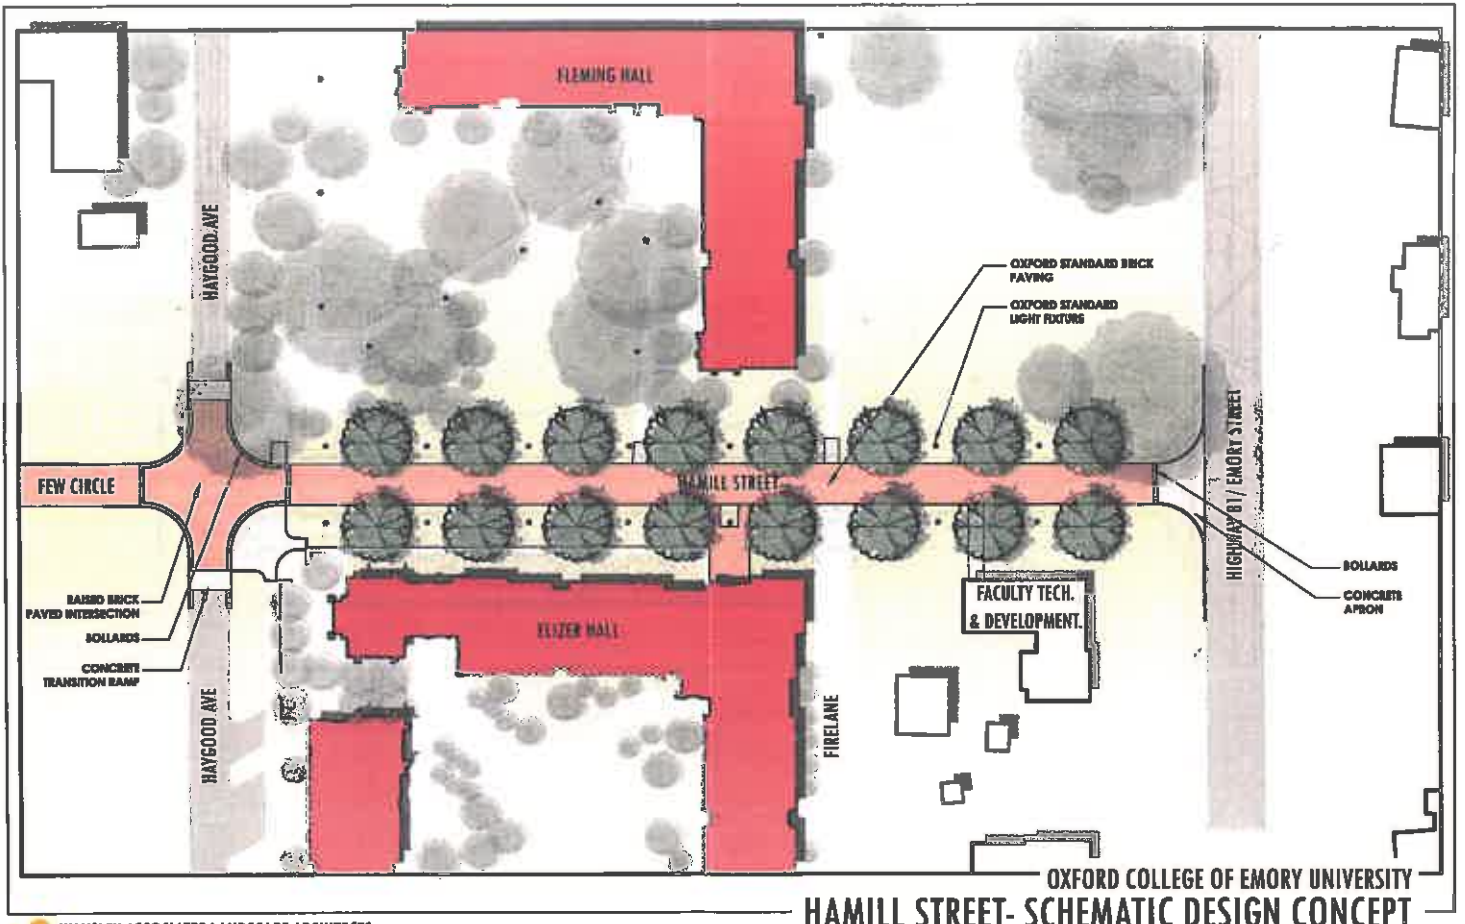 FLEMING HALL
HAYGOOD AVE
OXFORD STANDARD BRICK
PAVING
OXFORD STANDARD
LIGHT FIXTURE
HIGHWAY 81 / EMORY STREET
FEW CIRCLE
HAMILL STREET
RAISED BRICK
PAVED INTERSECTION
BOLLARDS
CONCRETE
TRANSITION RAMP
BOLLARDS
CONCRETE
APRON
FACULTY TECH.
& DEVELOPMENT.
ELIZER HALL
HAYGOOD AVE
FIRELANE
OXFORD COLLEGE OF EMORY UNIVERSITY
HAMILL STREET- SCHEMATIC DESIGN CONCEPT